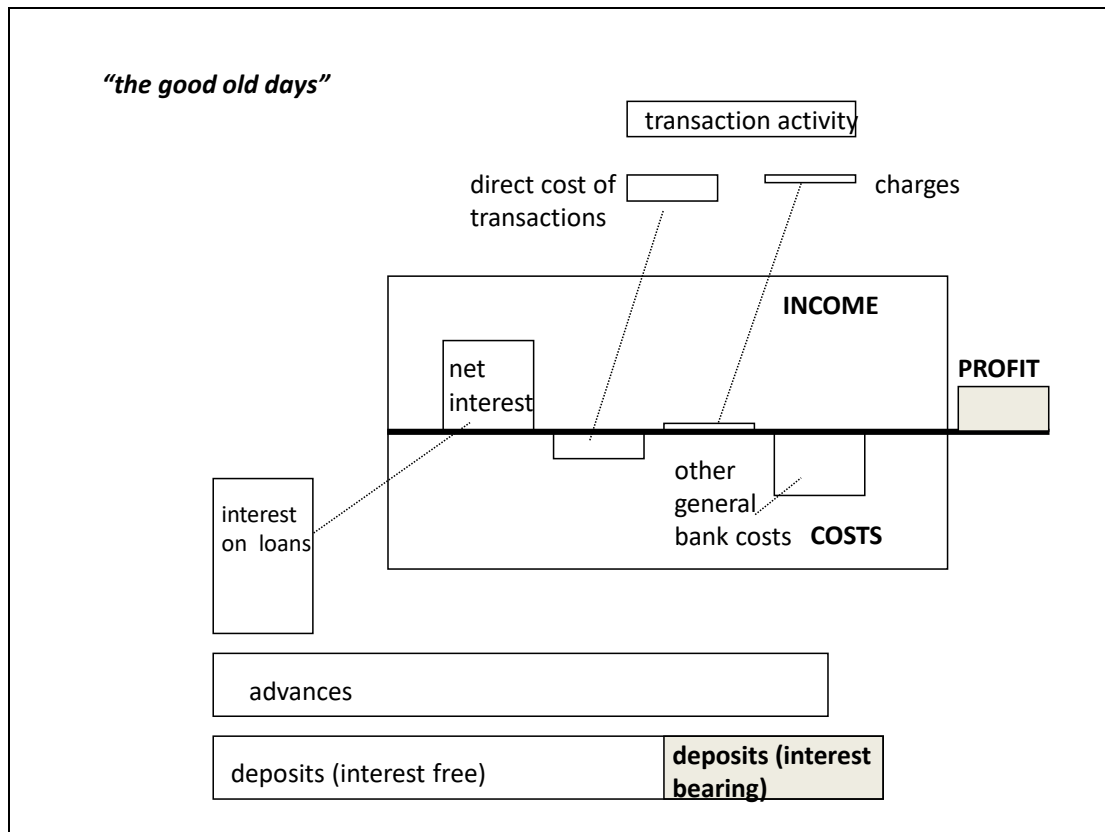 “the good old days”
transaction activity
direct cost of
transactions
charges
INCOME
PROFIT
net
interest
other
general
bank costs
COSTS
interest
on loans
advances
deposits (interest free)
deposits (interest
bearing)